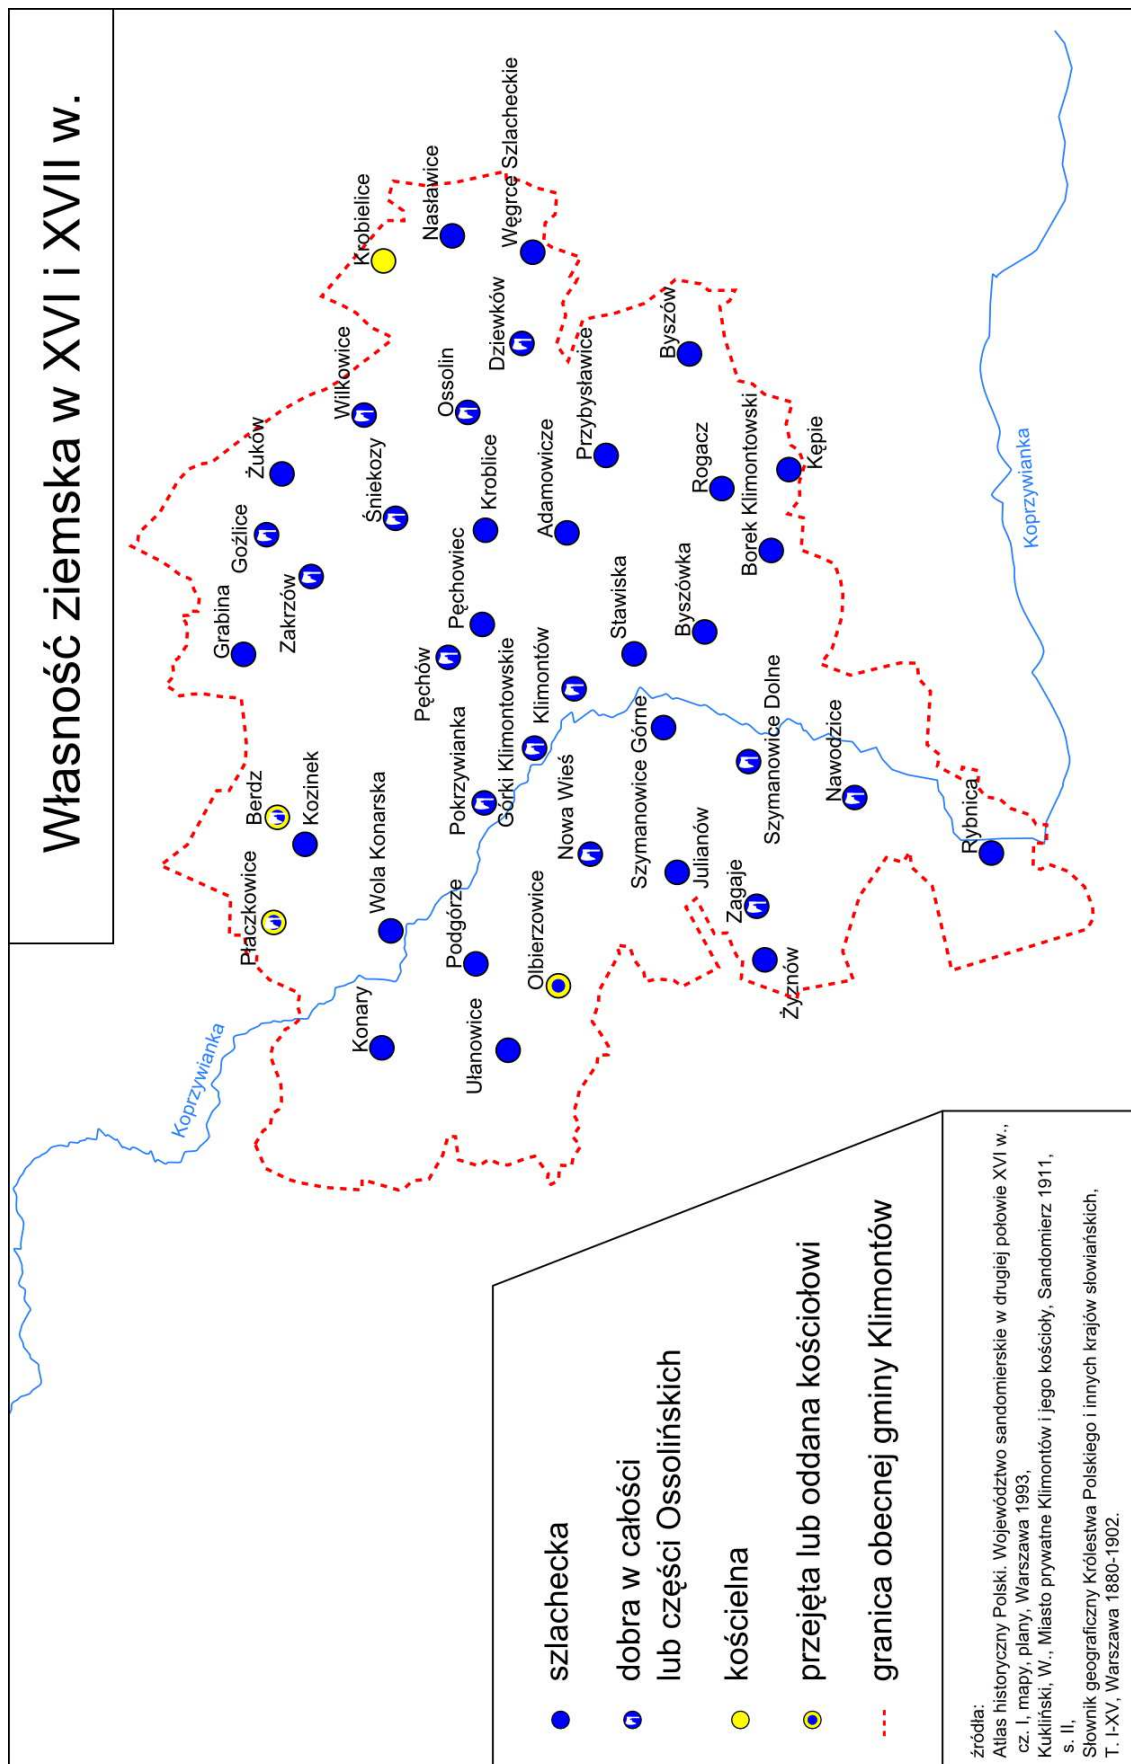 Własność ziemska w XVI i XVII w.
Koprzywianka
Płaczkowice
Berdz
Kozinek
Grabina
Goźlice
Żuków
Zakrzów
Wilkowice
Śniekozy
Krobielice
Nasławice
Węgrce Szlacheckie
Dziewków
Ossolin
Kroblice
Pęchowiec
Pęchów
Konary
Wola Konarska
Podgórze
Pokrzywianka
Górki Klimontowskie
Klimontów
Adamowicze
Przybysławice
Byszów
Ułanowice
Olbierzowice
Nowa Wieś
Stawiska
Szymanowice Górne
Julianów
Byszówka
Rogacz
Borek Klimontowski
Kępie
Zagaje
Żyznów
Szymanowice Dolne
Nawodzice
Rybnica
Koprzywianka
szlachecka
dobra w całości
lub części Ossolińskich
kościelna
przejęta lub oddana kościołowi
granica obecnej gminy Klimontów
źródła:
Atlas historyczny Polski. Województwo sandomierskie w drugiej połowie XVI w.,
cz. I, mapy, plany, Warszawa 1993,
Kukliński, W., Miasto prywatne Klimontów i jego kościoły, Sandomierz 1911,
s. II,
Słownik geograficzny Królestwa Polskiego i innych krajów słowiańskich,
T. I-XV, Warszawa 1880-1902.